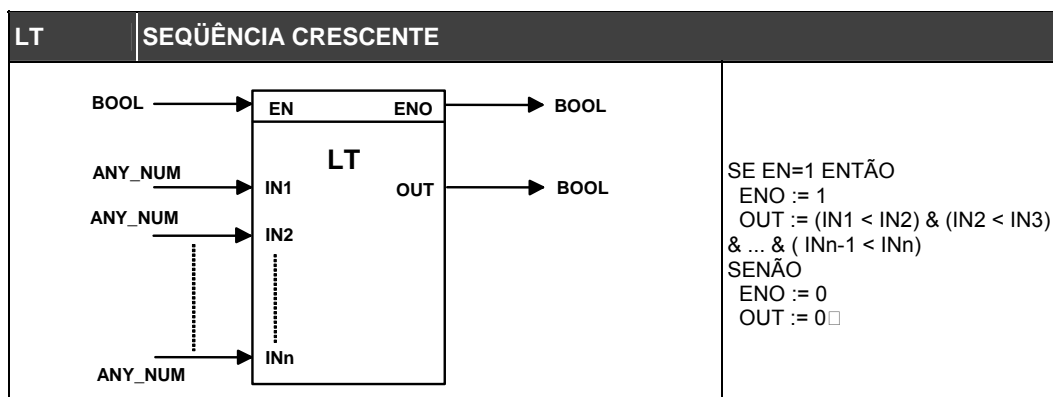 LT SEQÜÊNCIA CRESCENTE
BOOL EN ENO BOOL
LT
ANY_NUM IN1 OUT BOOL
ANY_NUM IN2
INn
ANY_NUM
SE EN=1 ENTÃO
ENO := 1
OUT := (IN1 < IN2) & (IN2 < IN3)
& ... & ( INn-1 < INn)
SENÃO
ENO := 0
OUT := 0